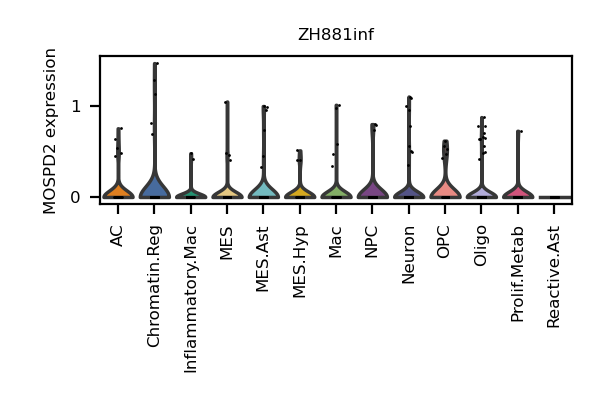 ZH881inf
MOSPD2 expression
1
0
AC
Chromatin.Reg
Inflammatory.Mac
MES
MES.Ast
MES.Hyp
Mac
NPC
Neuron
OPC
Oligo
Prolif.Metab
Reactive.Ast